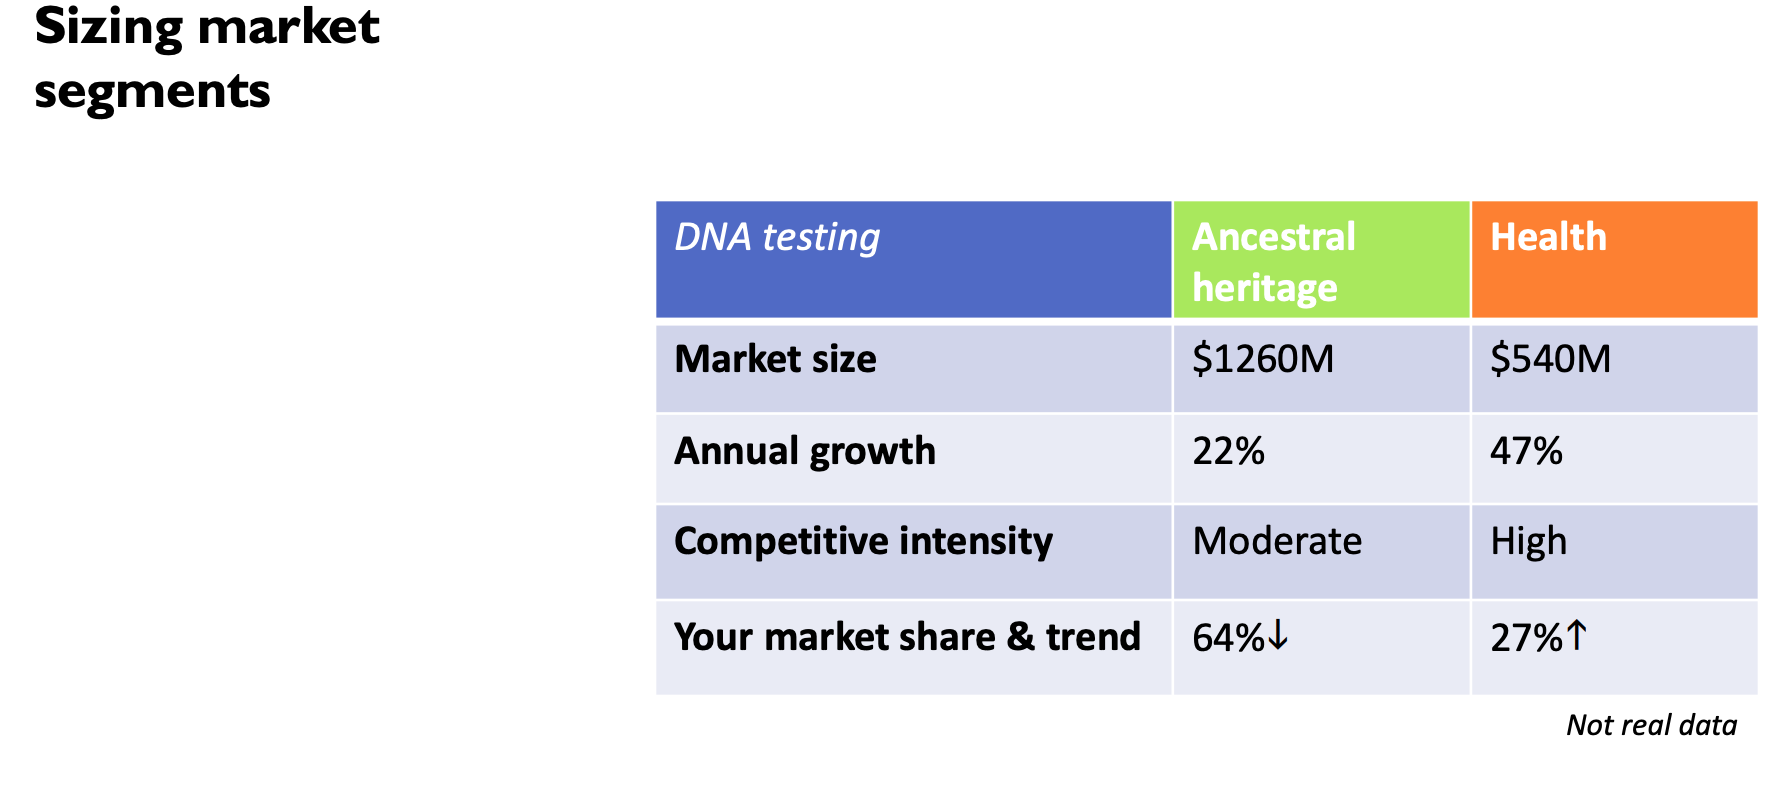 Sizing market
segments
DNA testing
Ancestral
heritage
Health
Market size
$1260M
$540M
Annual growth
22%
47%
Competitive intensity
Moderate
High
Your market share & trend
64%↓
27%↑
Not real data